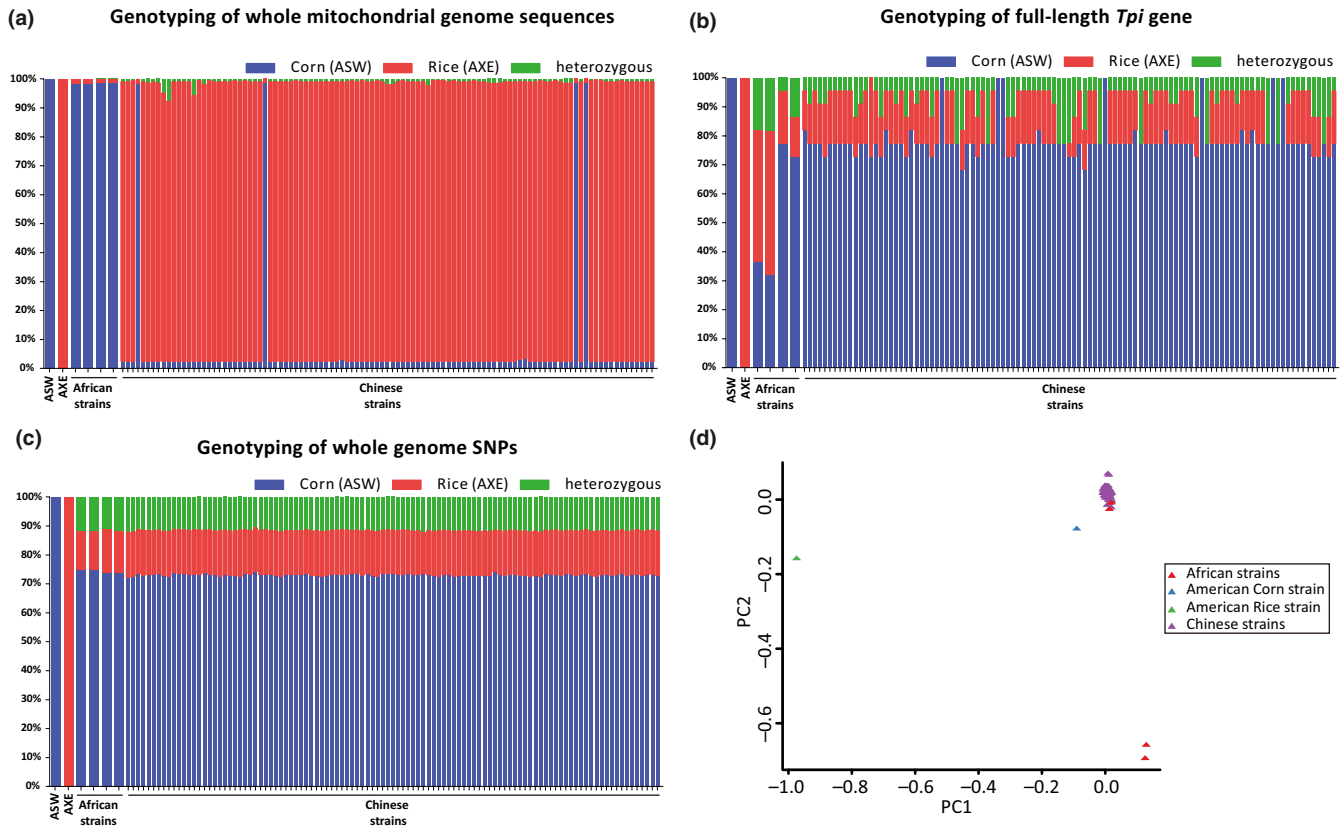 (a)
Genotyping of whole mitochondrial genome sequences
Corn (ASW) Rice (AXE) heterozygous
100%
90%
80%
70%
60%
50%
40%
30%
20%
10%
0%
ASW
AXE
African
strains
Chinese
strains
(b)
Genotyping of full-length Tpi gene
Corn (ASW) Rice (AXE) heterozygous
100%
90%
80%
70%
60%
50%
40%
30%
20%
10%
0%
ASW
AXE
African
strains
Chinese
strains
(c)
Genotyping of whole genome SNPs
Corn (ASW) Rice (AXE) heterozygous
100%
90%
80%
70%
60%
50%
40%
30%
20%
10%
0%
ASW
AXE
African
strains
Chinese
strains
(d)
PC2
0.0
−0.2
−0.4
−0.6
African strains
American Corn strain
American Rice strain
Chinese strains
−1.0 −0.8 −0.6 −0.4 −0.2 0.0
PC1